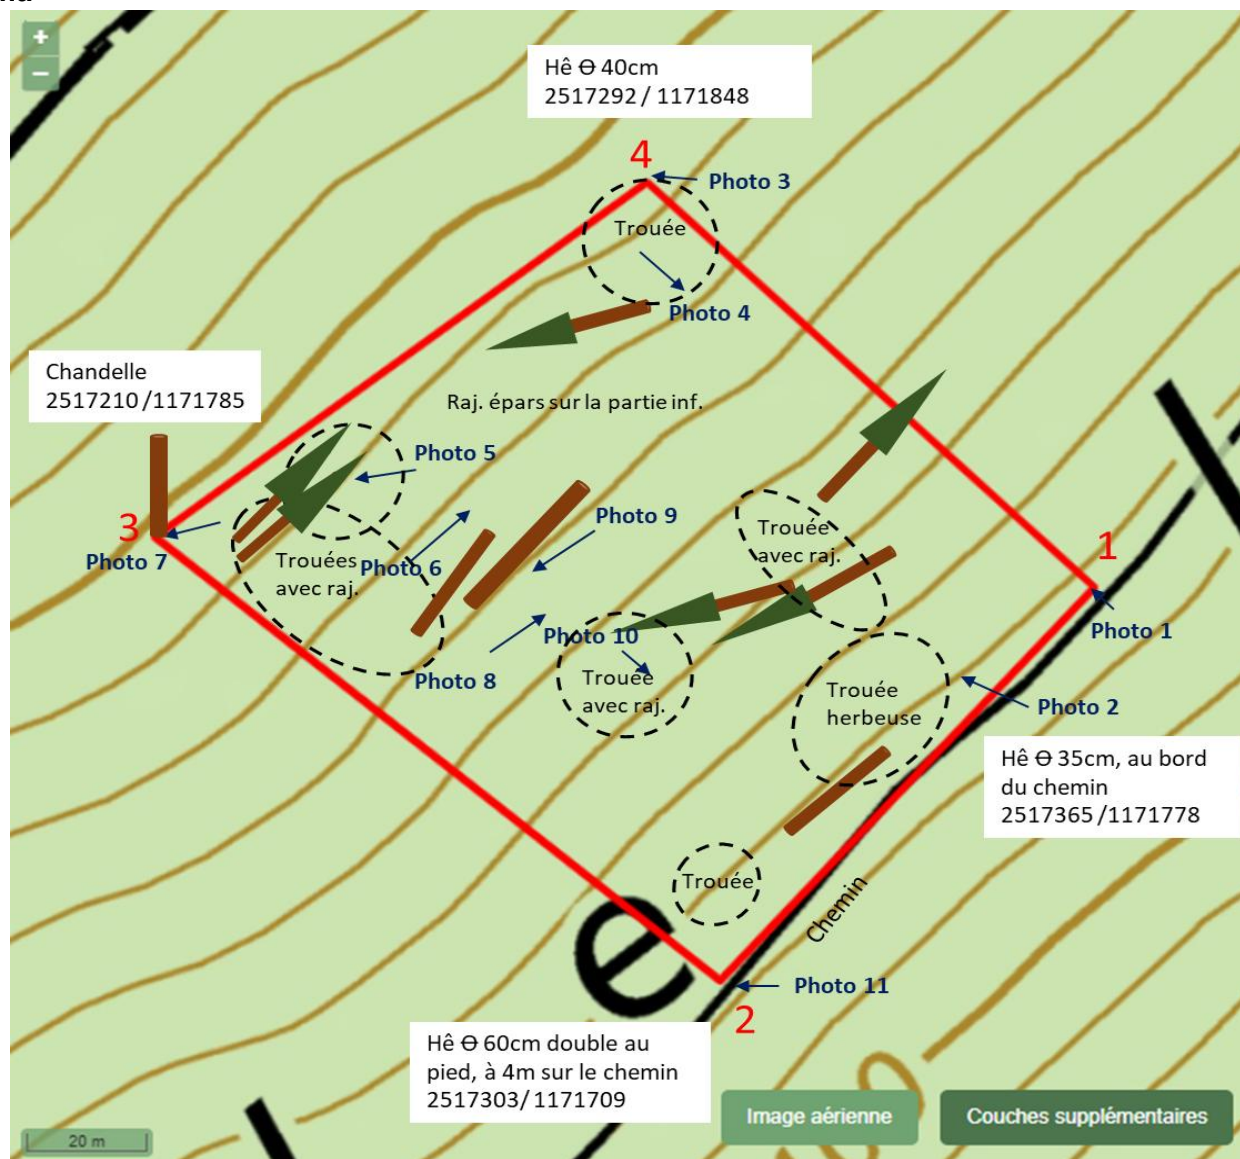 +
−
Hê Ꝋ 40cm
2517292 / 1171848
4
Photo 3
Trouée
Photo 4
Chandelle
2517210 /1171785
Raj. épars sur la partie inf.
Photo 5
3
Photo 7
Trouées
avec raj.
Photo 6
Photo 9
Trouée
avec raj.
1
Photo 1
Photo 8
Photo 10
Trouée
avec raj.
Trouée
herbeuse
Photo 2
Hê Ꝋ 35cm, au bord
du chemin
2517365 /1171778
Trouée
Chemin
e
Photo 11
2
Hê Ꝋ 60cm double au
pied, à 4m sur le chemin
2517303/ 1171709
Image aérienne
Couches supplémentaires
20 m